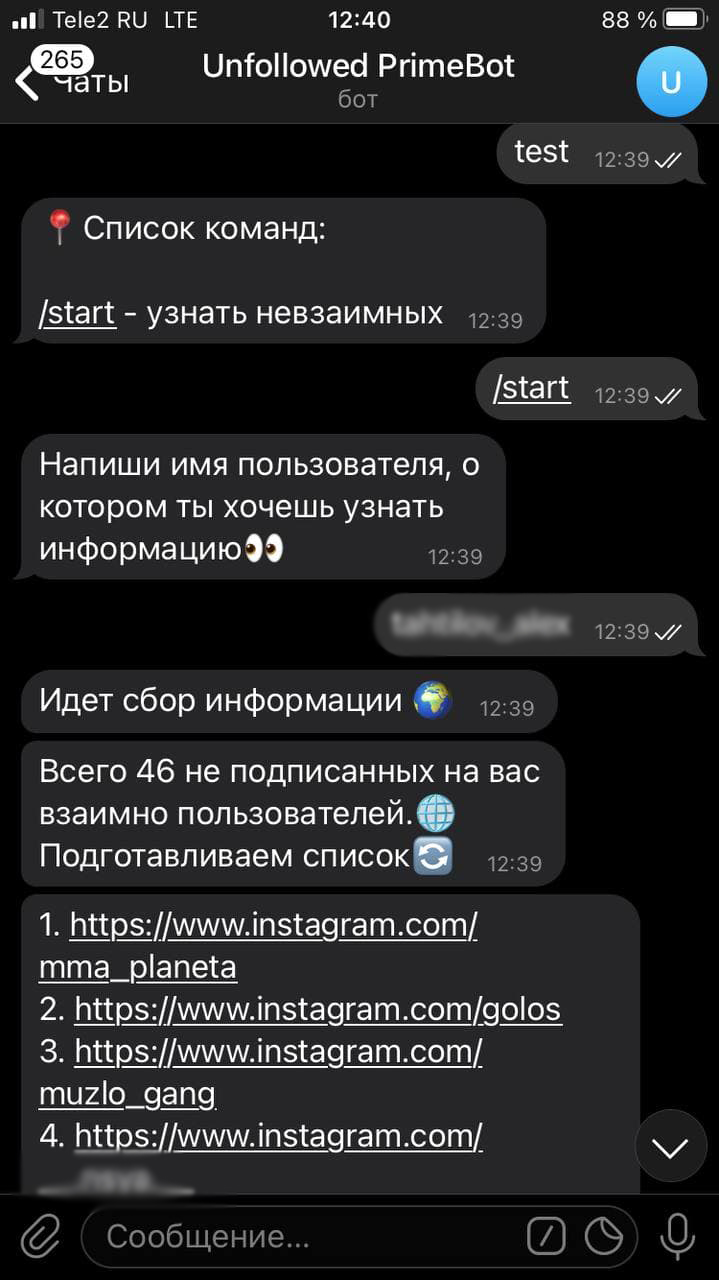 Tele2 RU LTE 12:40 88 %
265
Чаты
Unfollowed PrimeBot
бот
U
test 12:39
Список команд:
/start - узнать невзаимных 12:39
/start 12:39
Напиши имя пользователя, о
котором ты хочешь узнать
информацию 12:39
12:39
Идет сбор информации 12:39
Всего 46 не подписанных на вас
взаимно пользователей.
Подготавливаем список 12:39
1. https://www.instagram.com/
mma_planeta
2. https://www.instagram.com/golos
3. https://www.instagram.com/
muzlo_gang
4. https://www.instagram.com/
Сообщение...